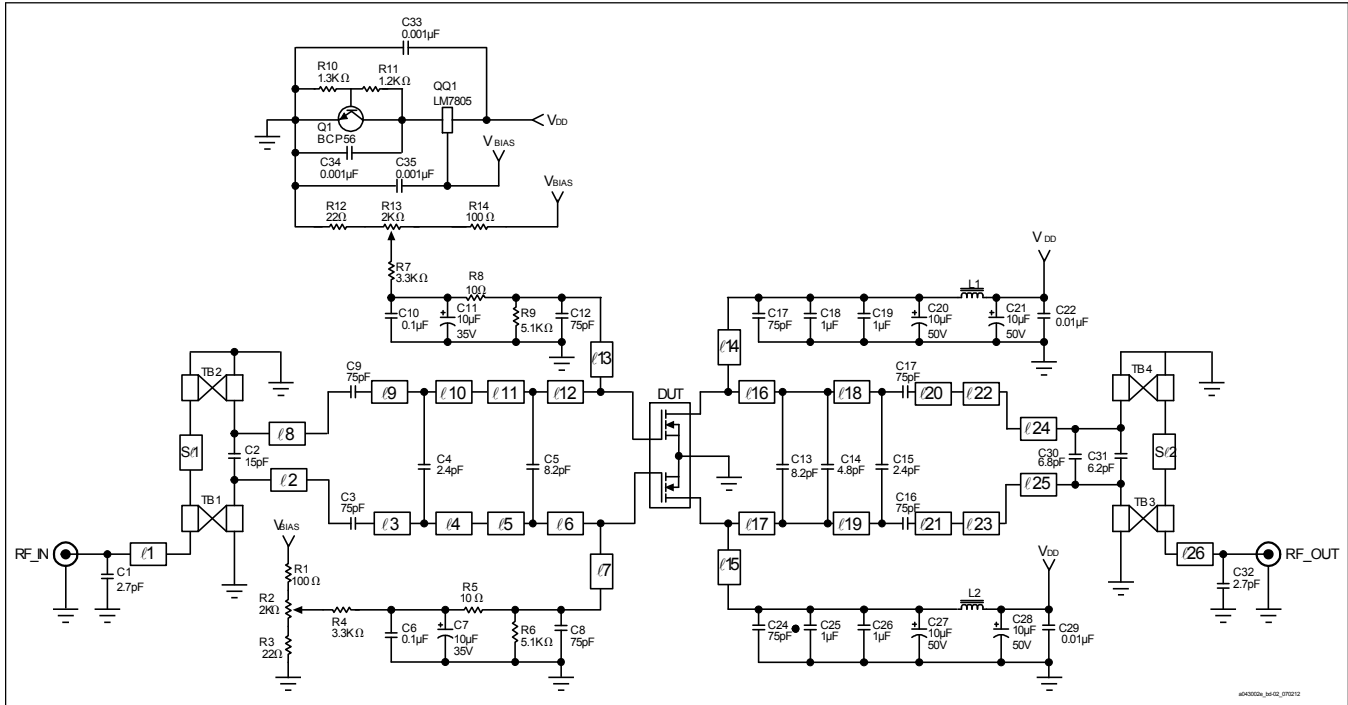 C33
0.001µF
R10
1.3KΩ
R11
1.2KΩ
QQ1
LM7805
Q1
BCP56
VDD
VBIAS
C34
0.001µF
C35
0.001µF
VBIAS
R12
22Ω
R13
2KΩ
R14
100 Ω
R7
3.3KΩ
R8
10Ω
C10
0.1µF
C11
10µF
35V
R9
5.1KΩ
C12
75pF
ℓ13
VDD
L1
C17
75pF
C18
1µF
C19
1µF
C20
10µF
50V
C21
10µF
50V
C22
0.01µF
ℓ14
TB2
C9
75pF
ℓ9
ℓ10
ℓ11
ℓ12
DUT
ℓ16
ℓ18
C17
75pF
ℓ20
ℓ22
TB4
Sℓ1
ℓ8
C2
15pF
ℓ2
C4
2.4pF
C5
8.2pF
C13
8.2pF
C14
4.8pF
C15
2.4pF
ℓ24
C30
6.8pF
C31
6.2pF
Sℓ2
ℓ25
TB1
C3
75pF
ℓ3
ℓ4
ℓ5
ℓ6
ℓ17
ℓ19
C16
75pF
ℓ21
ℓ23
TB3
RF_IN
ℓ1
C1
2.7pF
ℓ7
ℓ15
ℓ26
RF_OUT
C32
2.7pF
VBIAS
R1
100Ω
R2
2KΩ
R3
22Ω
R4
3.3KΩ
R5
10 Ω
C6
0.1µF
C7
10µF
35V
R6
5.1KΩ
C8
75pF
VDD
L2
C24
75pF
C25
1µF
C26
1µF
C27
10µF
50V
C28
10µF
50V
C29
0.01µF
a043002e_bd-02_070212